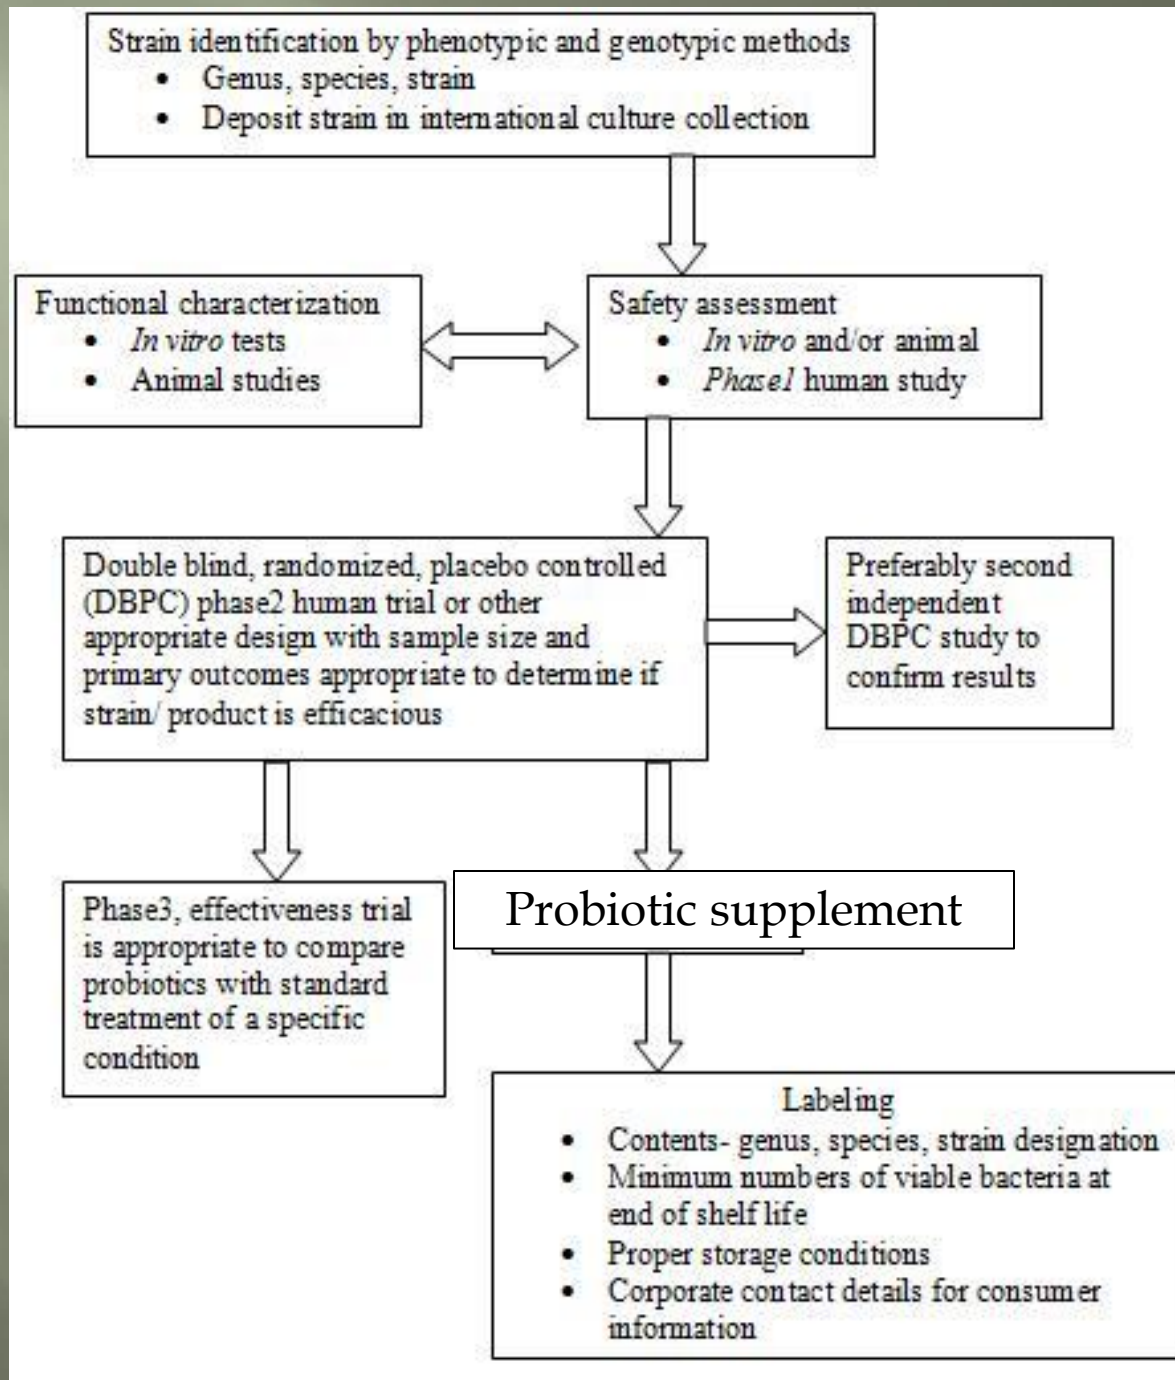 Strain identification by phenotypic and genotypic methods
• Genus, species, strain
• Deposit strain in international culture collection
Functional characterization
• In vitro tests
• Animal studies
Safety assessment
• In vitro and/or animal
• Phase1 human study
Double blind, randomized, placebo controlled
(DBPC) phase2 human trial or other
appropriate design with sample size and
primary outcomes appropriate to determine if
strain/ product is efficacious
Preferably second
independent
DBPC study to
confirm results
Phase3, effectiveness trial
is appropriate to compare
probiotics with standard
treatment of a specific
condition
Probiotic supplement
Labeling
• Contents- genus, species, strain designation
• Minimum numbers of viable bacteria at
end of shelf life
• Proper storage conditions
• Corporate contact details for consumer
information